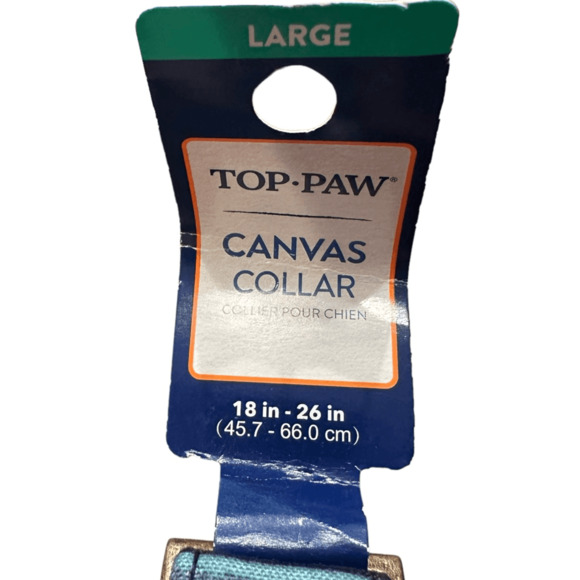 LARGE
TOP·PAW®
CANVAS
COLLAR
COLLIER POUR CHIEN
18 in - 26 in
(45.7 - 66.0 cm)